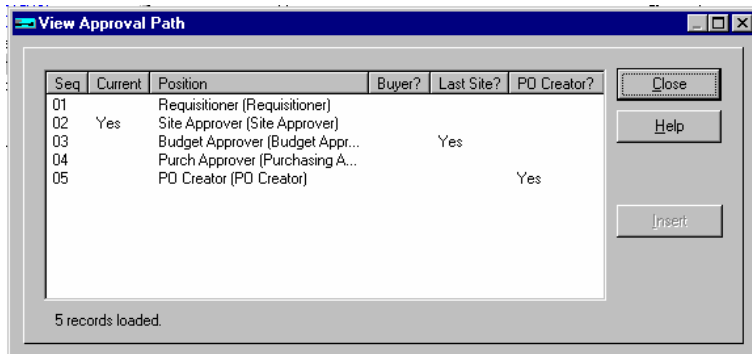 View Approval Path
Seq Current Position Buyer? Last Site? PO Creator?
01 Requisitioner (Requisitioner)
02 Yes Site Approver (Site Approver)
03 Budget Approver (Budget Appr... Yes
04 Purch Approver (Purchasing A...
05 PO Creator (PO Creator) Yes
Close
Help
Insert
5 records loaded.